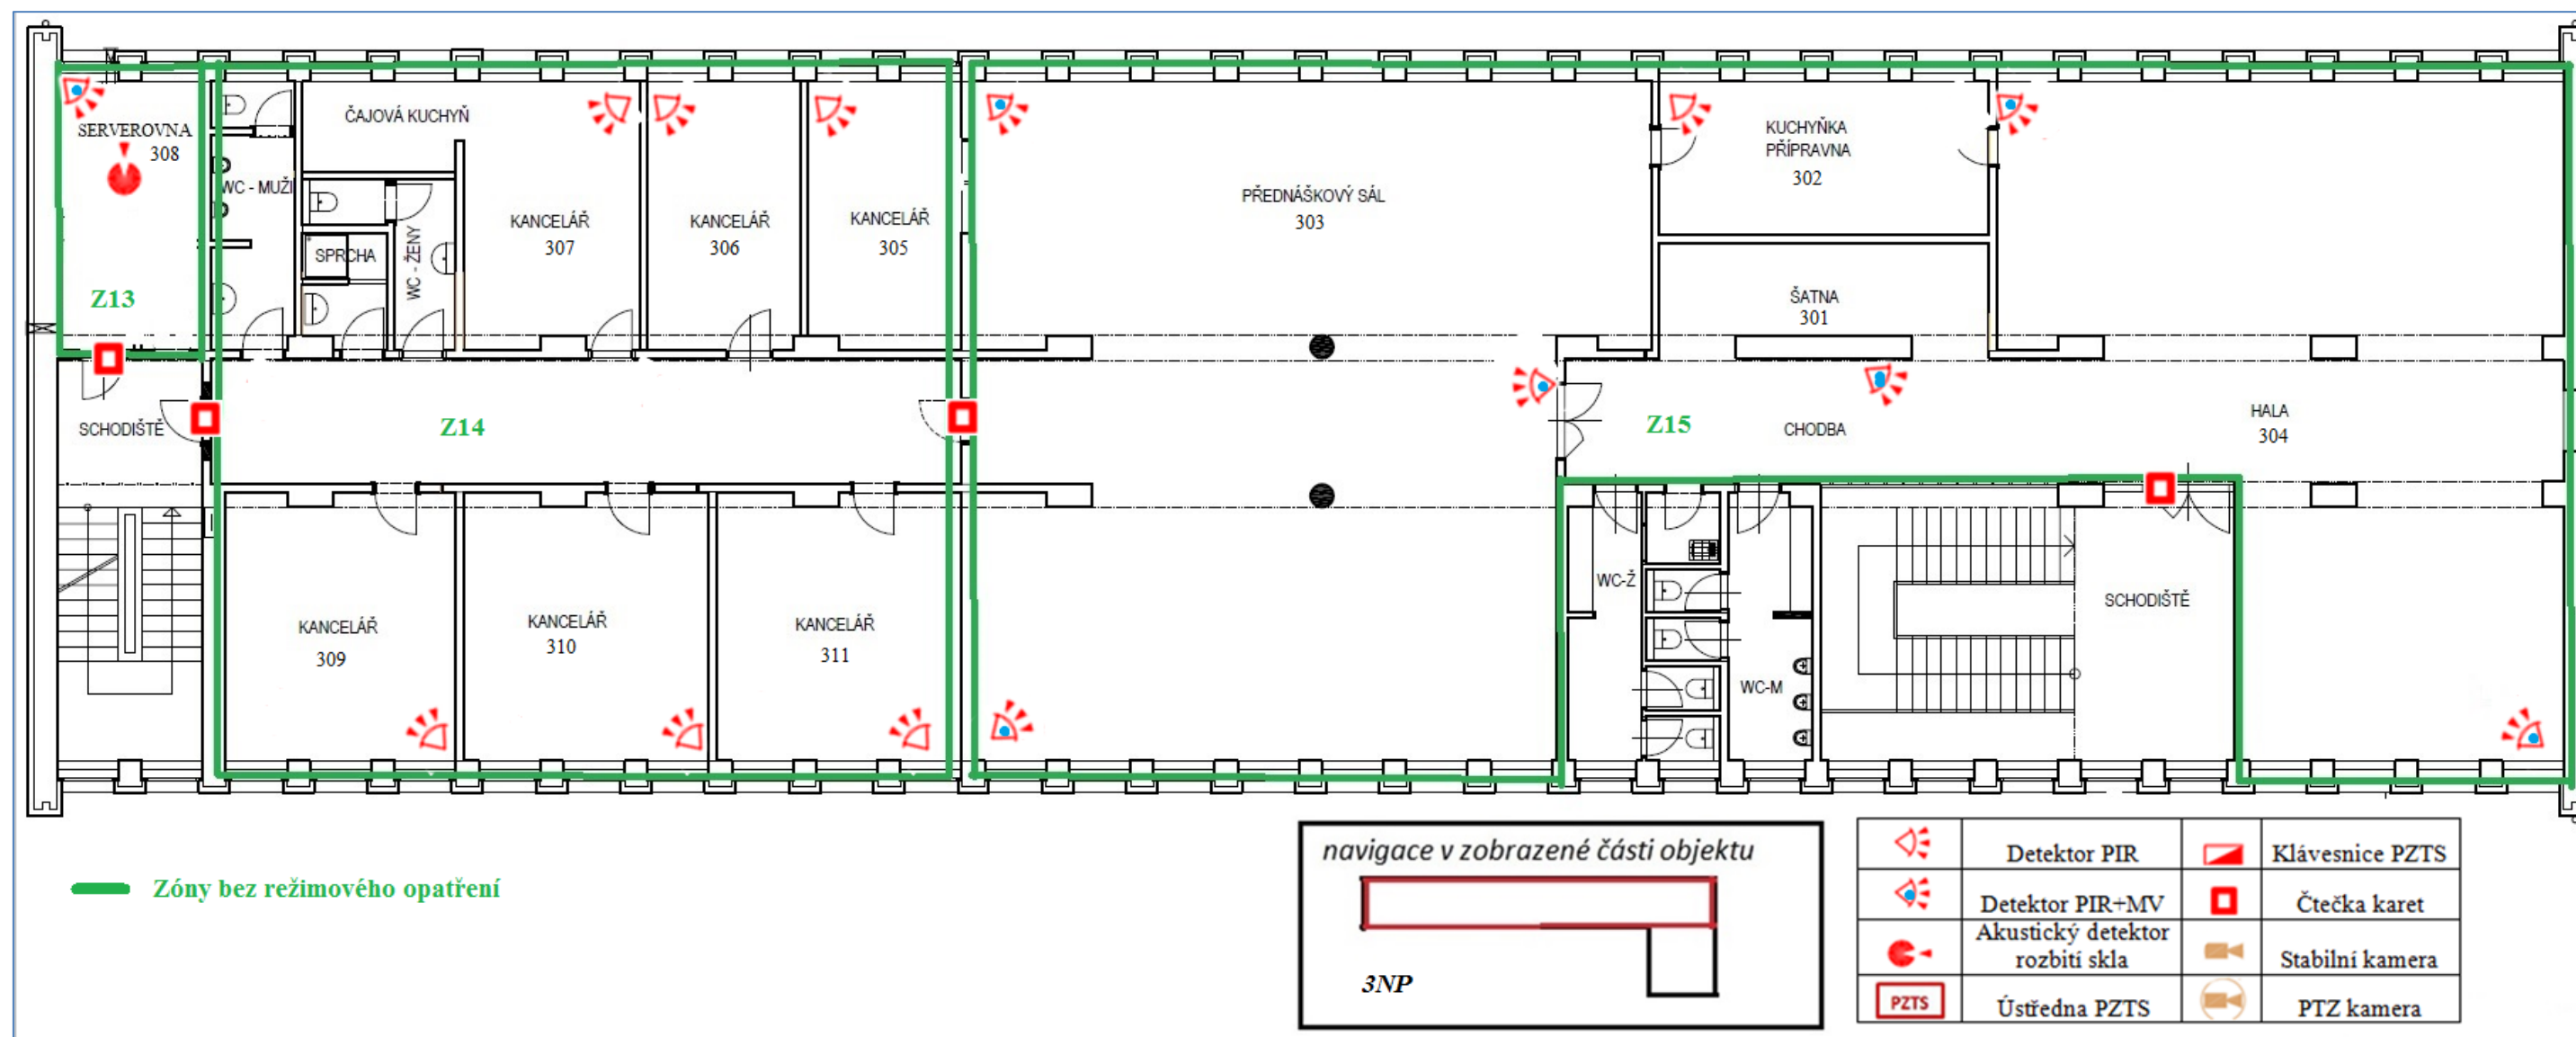 SERVEROVNA
308
Z13
SCHODIŠTĚ
WC - MUŽI
ČAJOVÁ KUCHYŇ
SPRCHA
WC - ŽENY
KANCELÁŘ
307
KANCELÁŘ
306
KANCELÁŘ
305
Z14
KANCELÁŘ
309
KANCELÁŘ
310
KANCELÁŘ
311
PŘEDNÁŠKOVÝ SÁL
303
KUCHYŇKA
PŘÍPRAVNA
302
ŠATNA
301
Z15
CHODBA
HALA
304
WC-Ž
WC-M
SCHODIŠTĚ
Zóny bez režimového opatření
navigace v zobrazené části objektu
3NP
Detektor PIR
Klávesnice PZTS
Detektor PIR+MV
Čtečka karet
Akustický detektor
rozbití skla
Stabilní kamera
PZTS
Ústředna PZTS
PTZ kamera